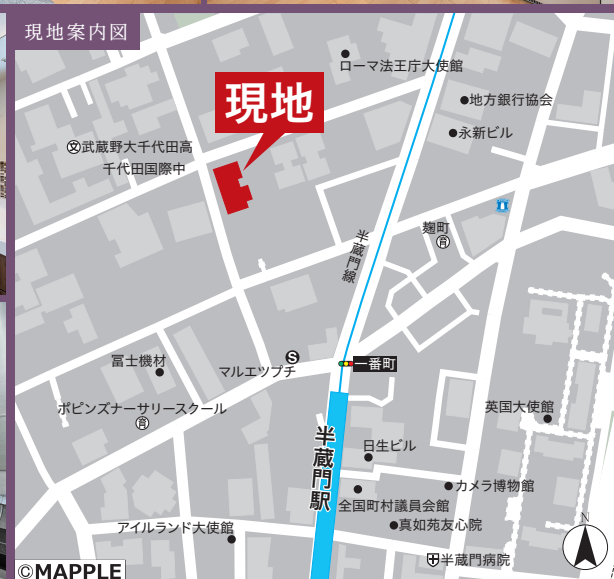 現地案内図
ローマ法王庁大使館
現地
地方銀行協会
永新ビル
文武蔵野大千代田高
千代田国際中
麹町
育
半蔵門線
S
マルエツプチ
一番町
冨士機材
ポピンズナーサリースクール
育
英国大使館
半蔵門駅
日生ビル
カメラ博物館
全国町村議員会館
真如苑友心院
アイルランド大使館
半蔵門病院
N
©MAPPLE